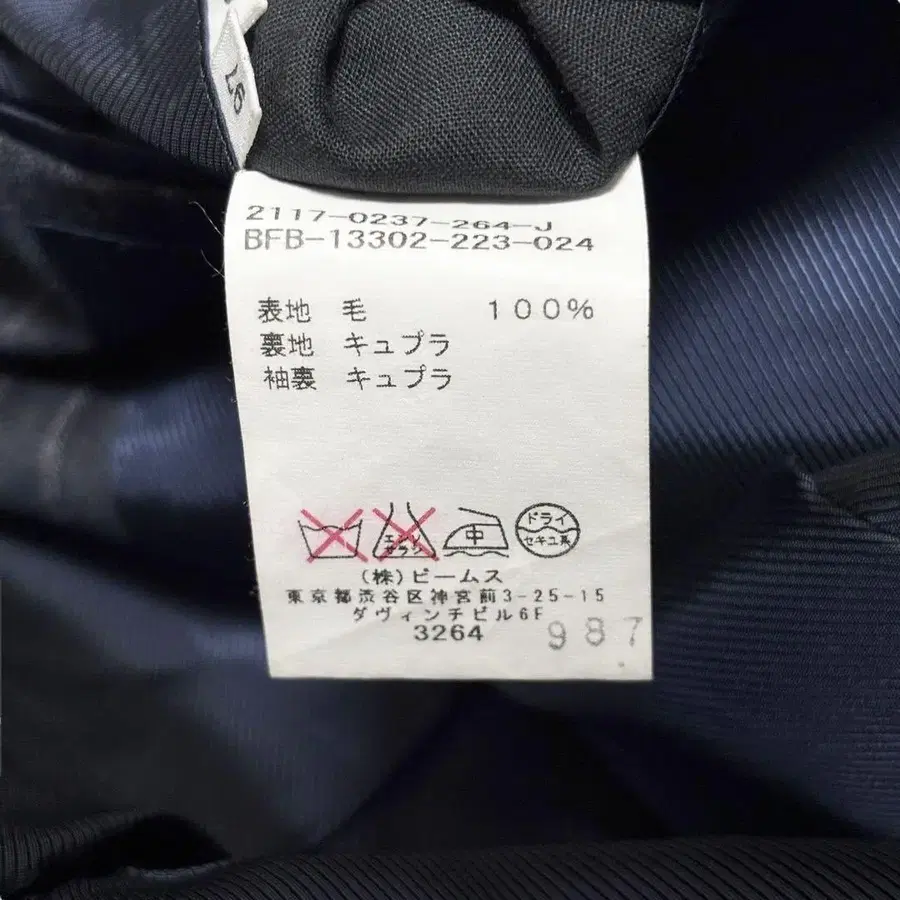 L6
2117-0237-264-J
BFB-13302-223-024
表地 毛 100%
裏地 キュプラ
袖裏 キュプラ
エンソ サラシ
中
ドライ
セキユ系
(株)ビームス
東京都渋谷区神宮前3-25-15
ダヴィンチビル6F
3264
987